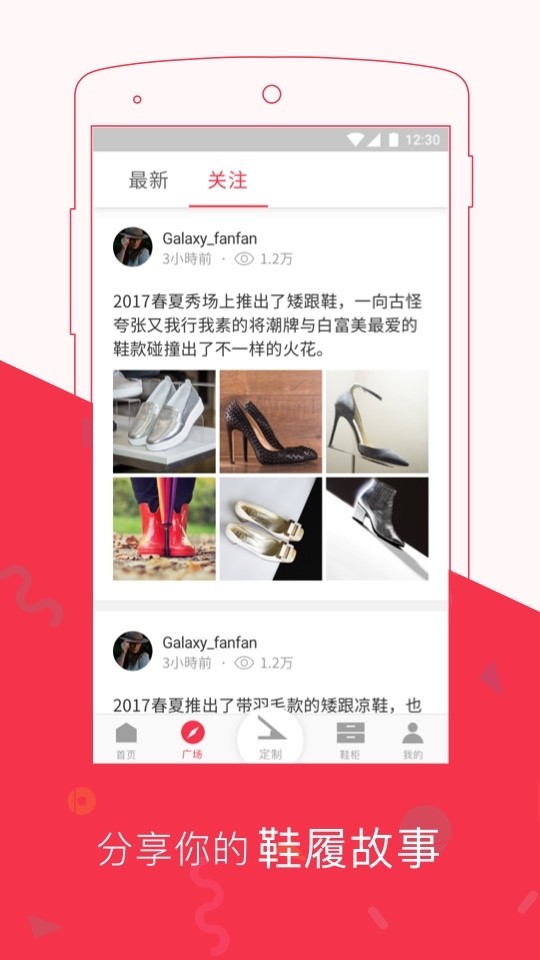 12:30
最新 关注
Galaxy_fanfan
3小時前 · 1.2万
2017春夏秀场上推出了矮跟鞋，一向古怪
夸张又我行我素的将潮牌与白富美最爱的
鞋款碰撞出了不一样的火花。
Galaxy_fanfan
3小時前 · 1.2万
2017春夏推出了带羽毛款的矮跟凉鞋，也
首页 广场 定制 鞋柜 我的
分享你的 鞋履故事